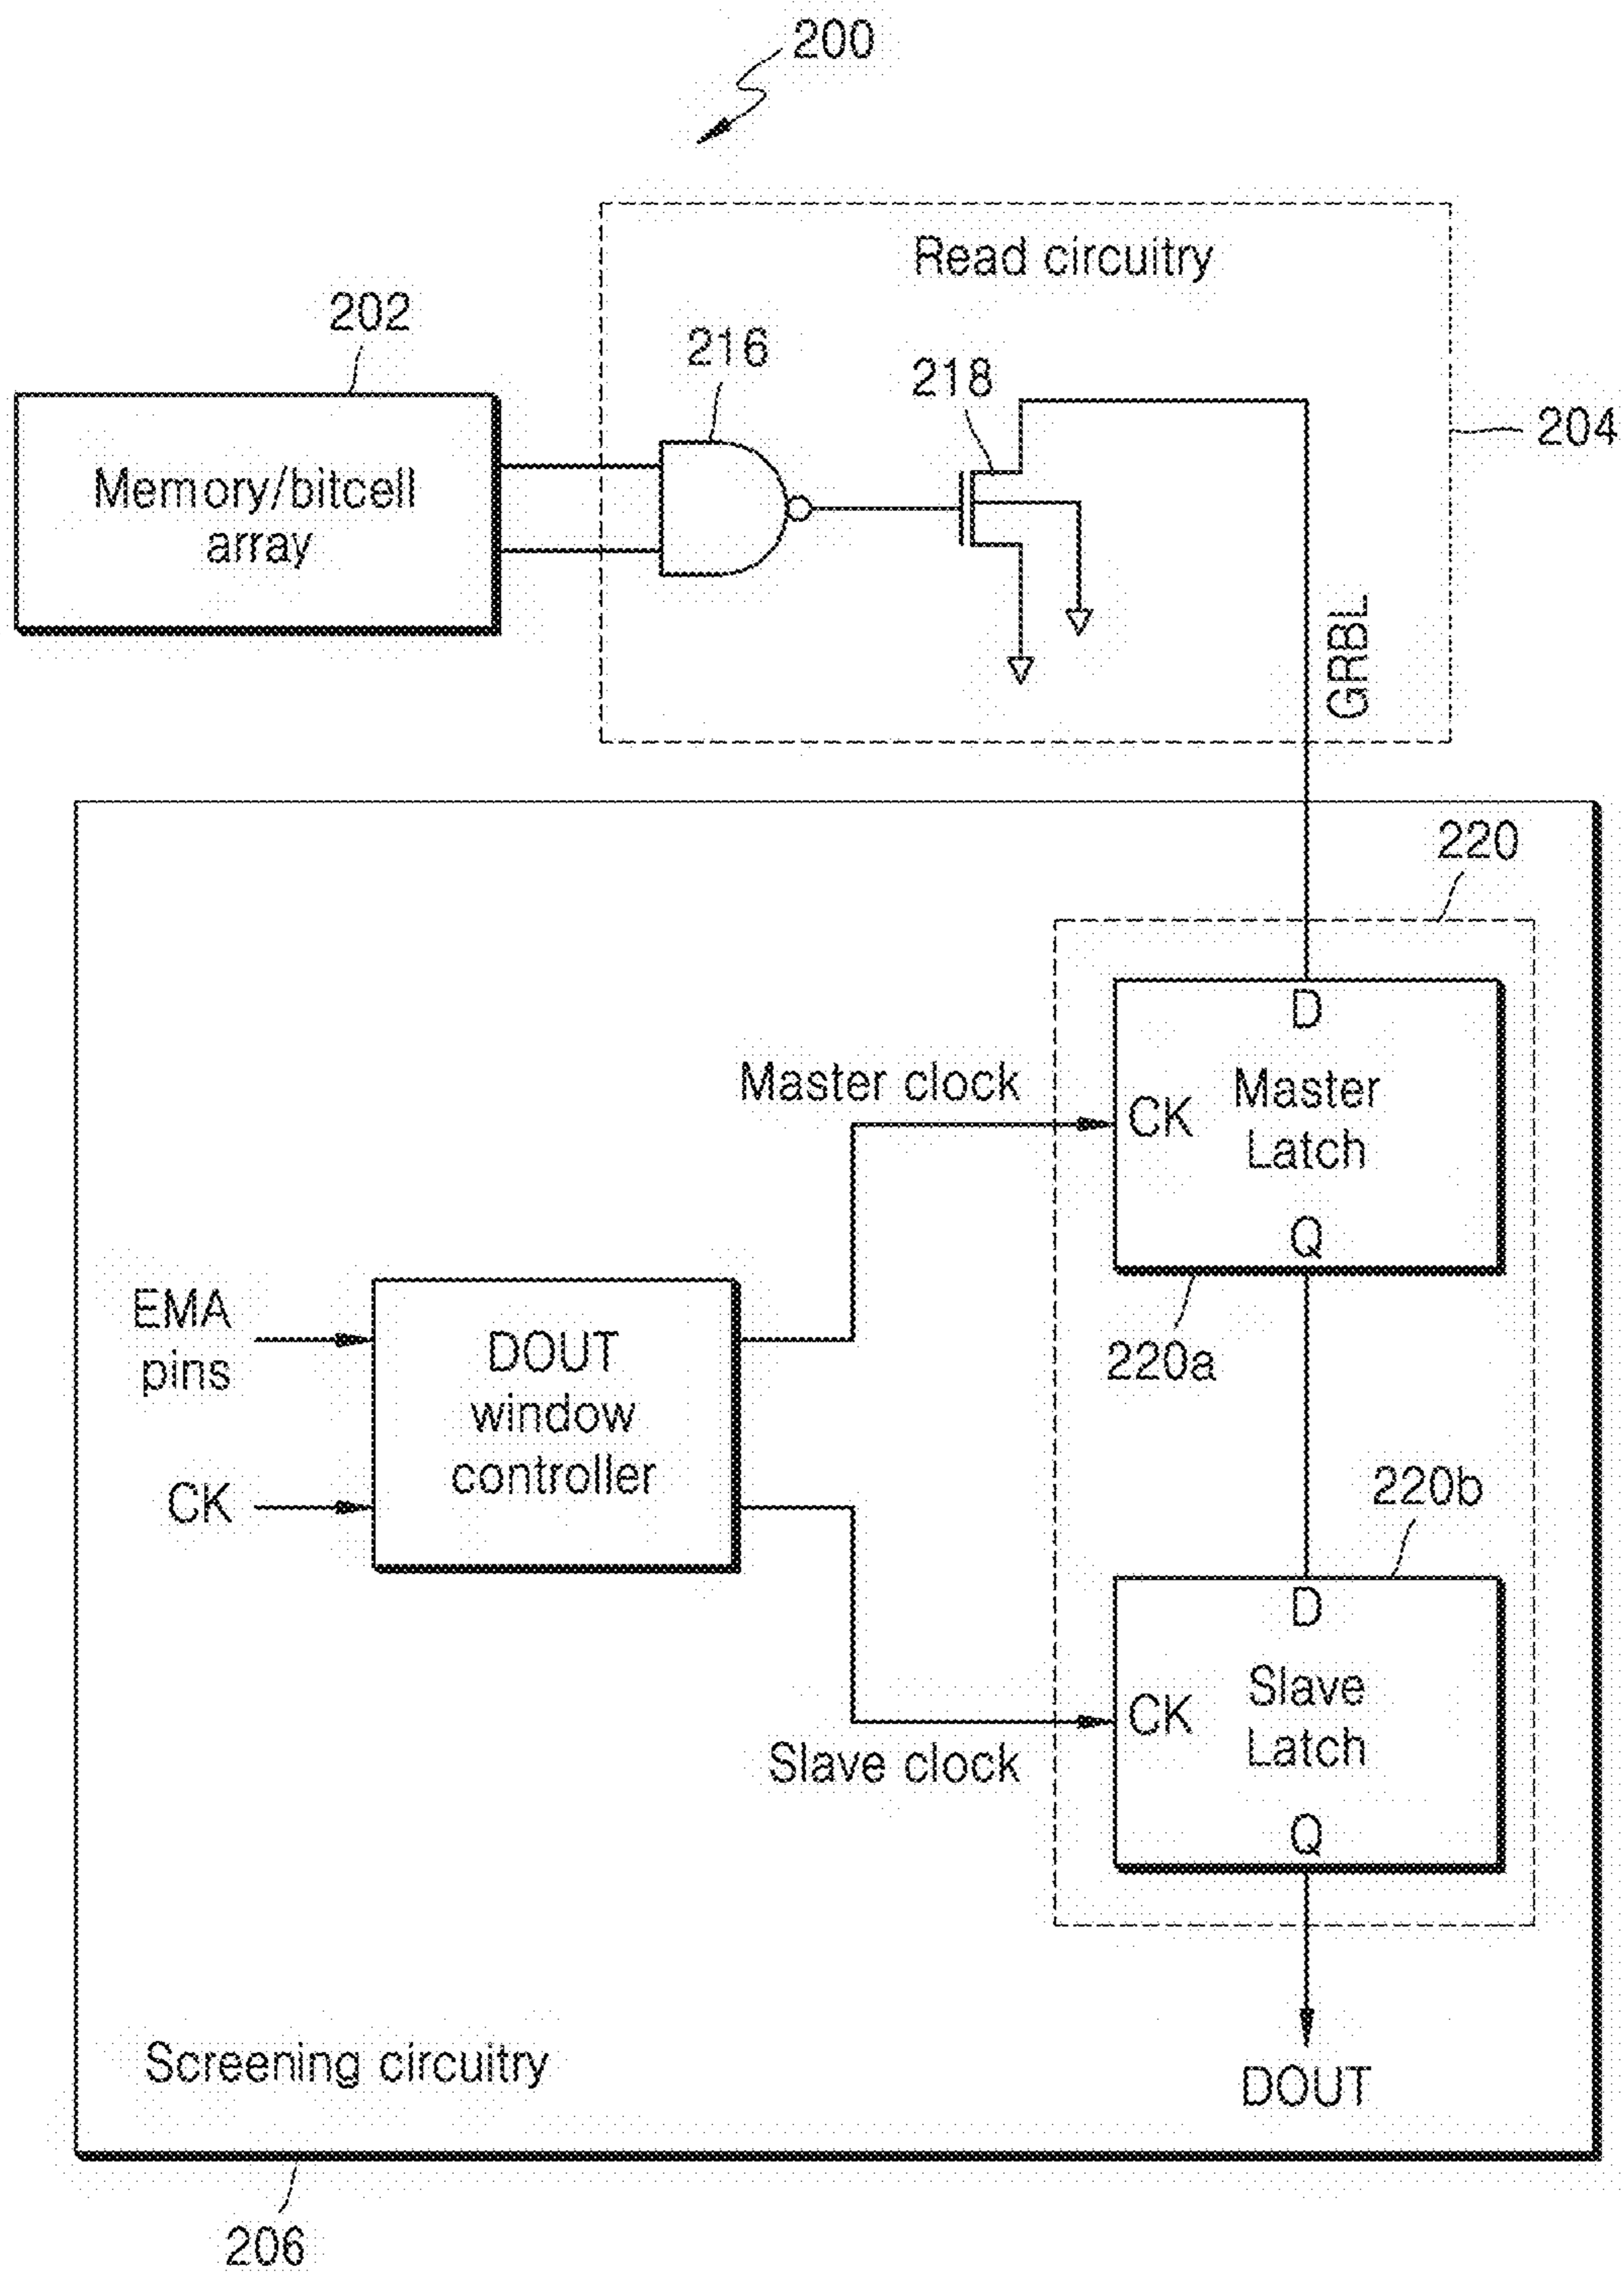 200
Read circuitry
202
216
218
204
Memory/bitcell
array
GRBL
220
D
Master clock
CK
Master
Latch
Q
EMA
pins
220a
DOUT
window
controller
CK
220b
D
CK
Slave
Latch
Slave clock
Q
Screening circuitry
DOUT
206